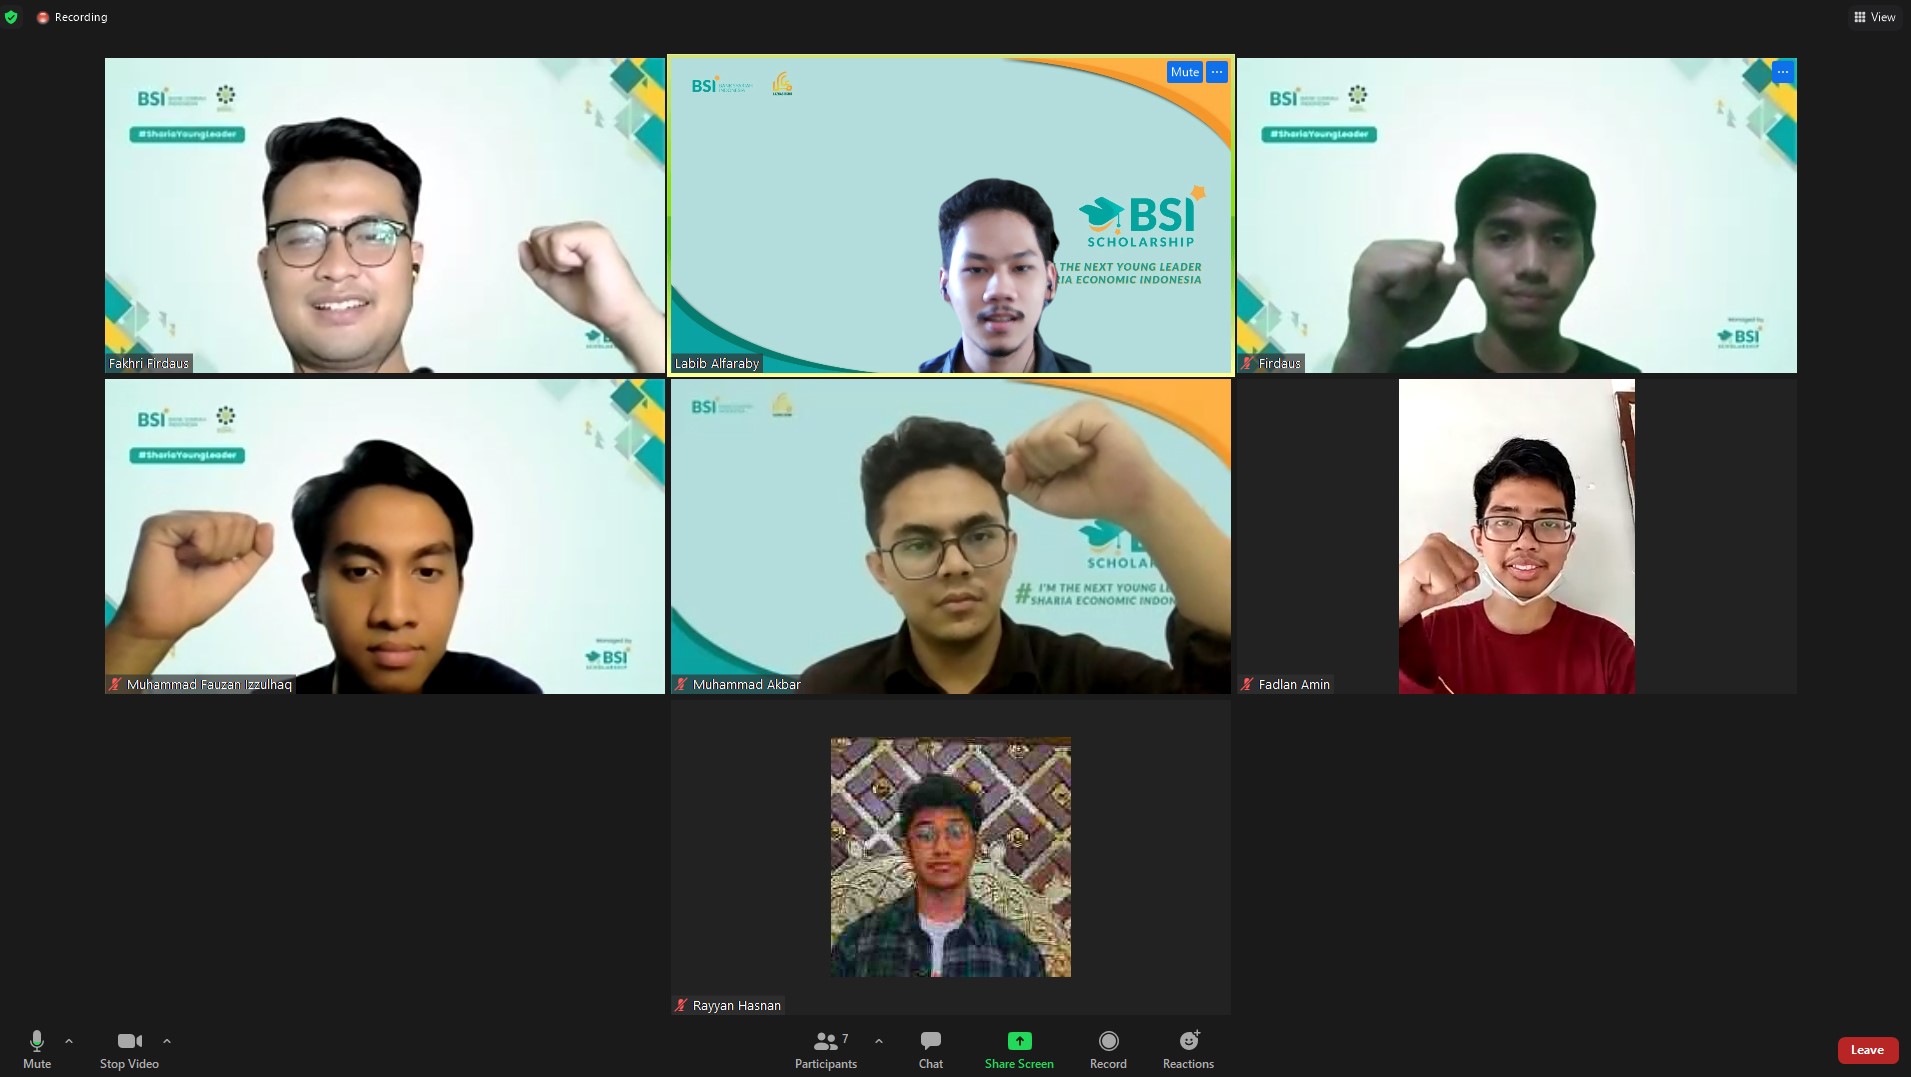 Recording
View
BSI
#ShariaYoungLeader
Fakhri Firdaus
BSI
Mute
BSI
SCHOLARSHIP
THE NEXT YOUNG LEADER
RIA ECONOMIC INDONESIA
Labib Alfaraby
BSI
#ShariaYoungLeader
Managed by
BSI
SCHOLARSHIP
Firdaus
BSI
#ShariaYoungLeader
Managed by
BSI
SCHOLARSHIP
Muhammad Fauzan Izzulhaq
BSI
SCHOLAR
# I'M THE NEXT YOUNG LE
SHARIA ECONOMIC INDON
Muhammad Akbar
Fadlan Amin
Rayyan Hasnan
Mute
Stop Video
Participants 7
Chat
Share Screen
Record
Reactions
Leave